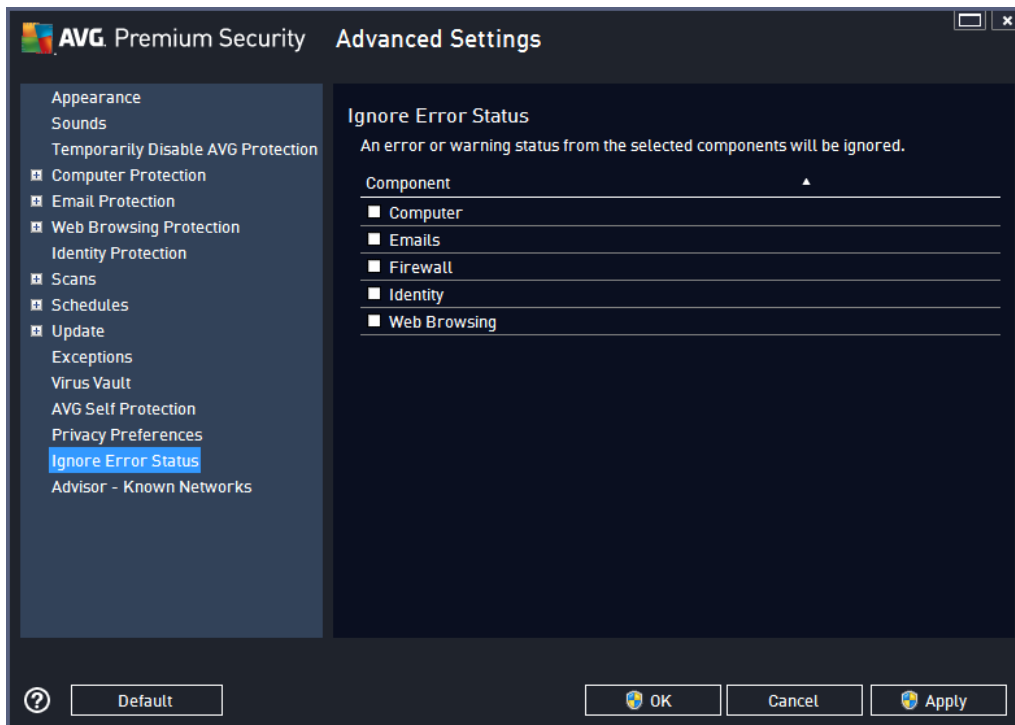 AVG. Premium Security
Advanced Settings
Appearance
Sounds
Temporarily Disable AVG Protection
Computer Protection
Email Protection
Web Browsing Protection
Identity Protection
Scans
Schedules
Update
Exceptions
Virus Vault
AVG Self Protection
Privacy Preferences
Ignore Error Status
Advisor - Known Networks
Ignore Error Status
An error or warning status from the selected components will be ignored.
Component
Computer
Emails
Firewall
Identity
Web Browsing
? Default OK Cancel Apply